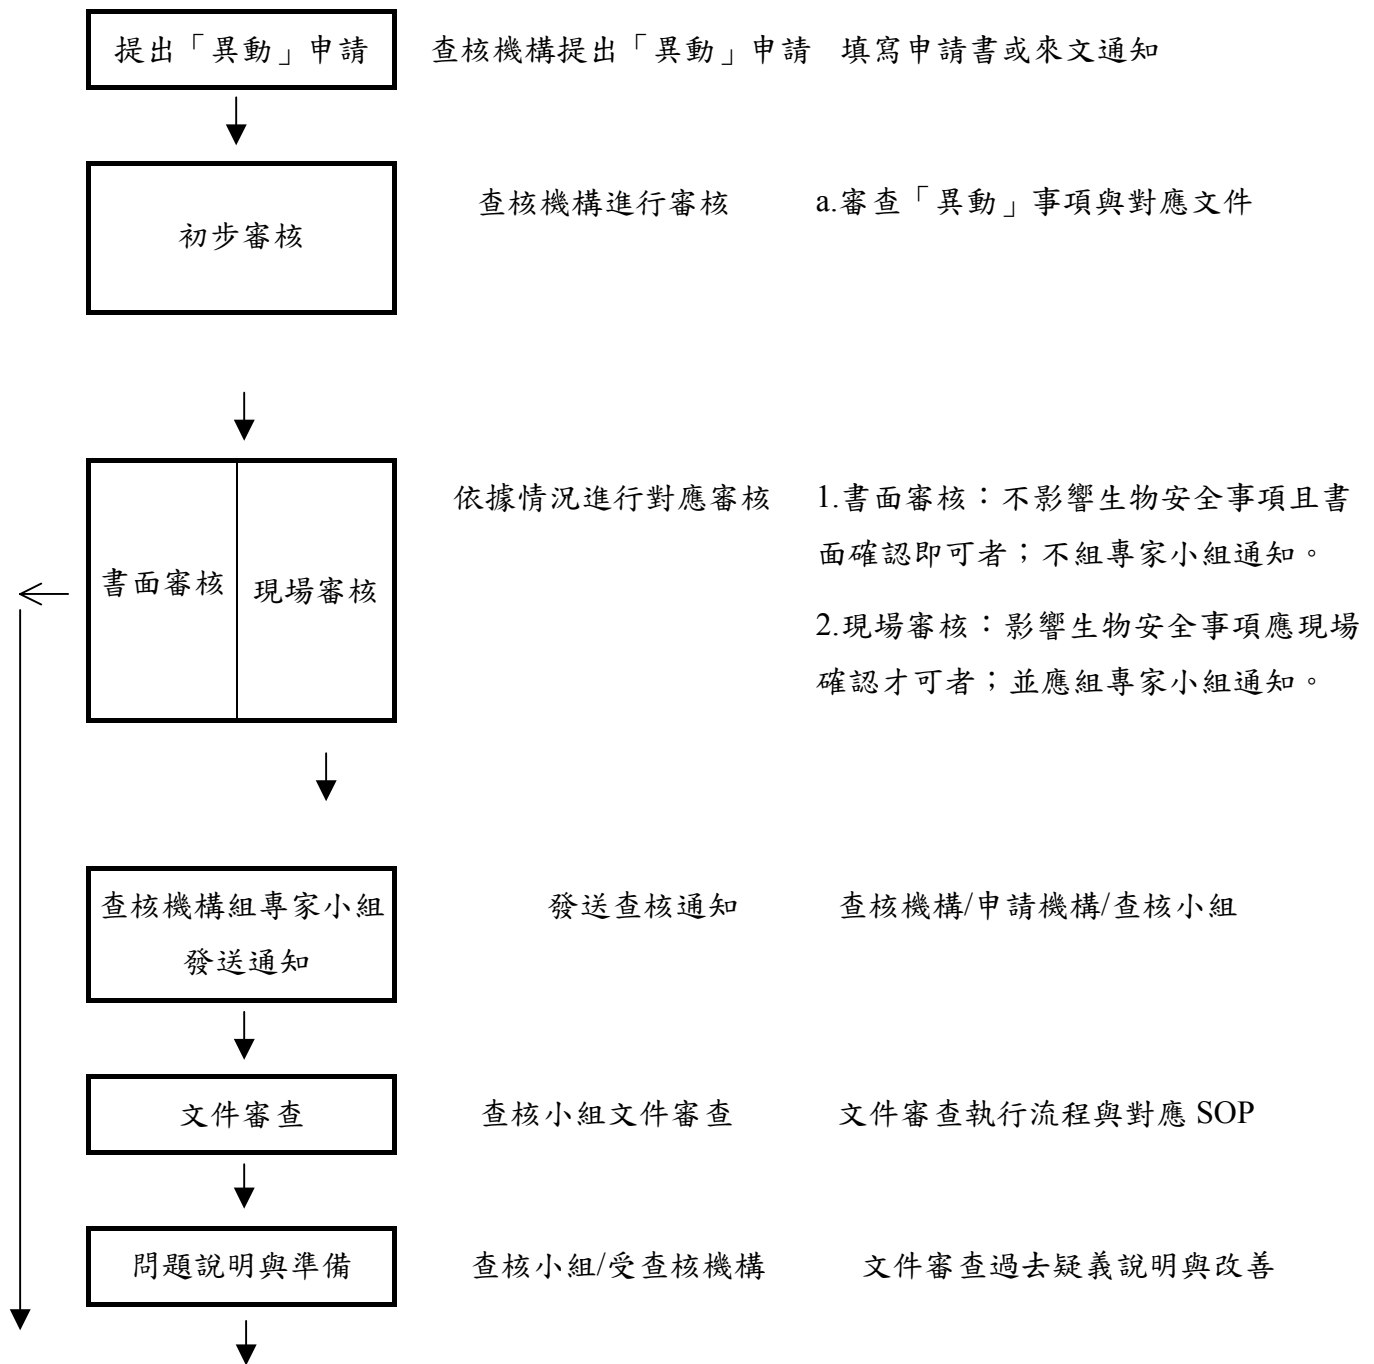 提出「異動」申請 查核機構提出「異動」申請 填寫申請書或來文通知
初步審核 查核機構進行審核 a.審查「異動」事項與對應文件
書面審核 現場審核 依據情況進行對應審核 1.書面審核：不影響生物安全事項且書
面確認即可者；不組專家小組通知。
2.現場審核：影響生物安全事項應現場
確認才可者；並應組專家小組通知。
查核機構組專家小組 發送查核通知 查核機構/申請機構/查核小組
發送通知
文件審查 查核小組文件審查 文件審查執行流程與對應 SOP
問題說明與準備 查核小組/受查核機構 文件審查過去疑義說明與改善